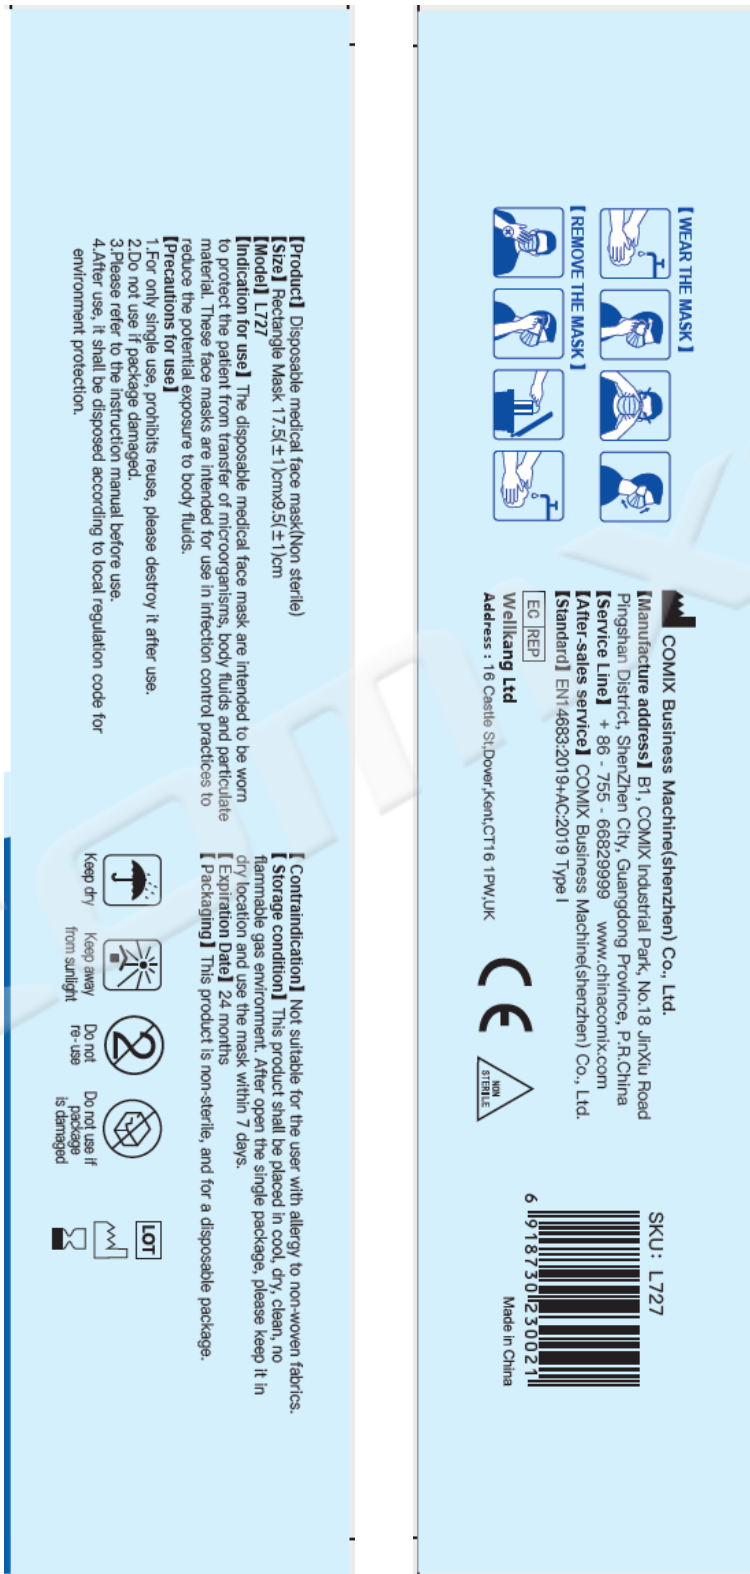 【Product】 Disposable medical face mask(Non sterile)
【Size】 Rectangle Mask 17.5(±1)cmx9.5(±1)cm
【Model】 L727
【Indication for use】 The disposable medical face mask are intended to be worn
to protect the patient from transfer of microorganisms, body fluids and particulate
material. These face masks are intended for use in infection control practices to
reduce the potential exposure to body fluids.
【Precautions for use】
1.For only single use, prohibits reuse, please destroy it after use.
2.Do not use if package damaged.
3.Please refer to the instruction manual before use.
4.After use, it shall be disposed according to local regulation code for
environment protection.
【Contraindication】 Not suitable for the user with allergy to non-woven fabrics.
【Storage condition】 This product shall be placed in cool, dry, clean, no
flammable gas environment. After open the single package, please keep it in
dry location and use the mask within 7 days.
【Expiration Date】 24 months
【Packaging】 This product is non-sterile, and for a disposable package.
Keep dry
Keep away
from sunlight
2
Do not
re-use
Do not use if
package
is damaged
LOT
【WEAR THE MASK】
【REMOVE THE MASK】
COMIX Business Machine(shenzhen) Co., Ltd.
【Manufacture address】 B1, COMIX Industrial Park, No.18 JinXiu Road
Pingshan District, ShenZhen City, Guangdong Province, P.R.China
【Service Line】 + 86 - 755 - 66829999 www.chinacomix.com
【After-sales service】 COMIX Business Machine(shenzhen) Co., Ltd.
【Standard】 EN14683:2019+AC:2019 Type I
EC REP
Wellkang Ltd
Address : 16 Castle St,Dover,Kent,CT16 1PW,UK
CE
NON
STERILE
SKU: L727
6 918730 230021
Made in China